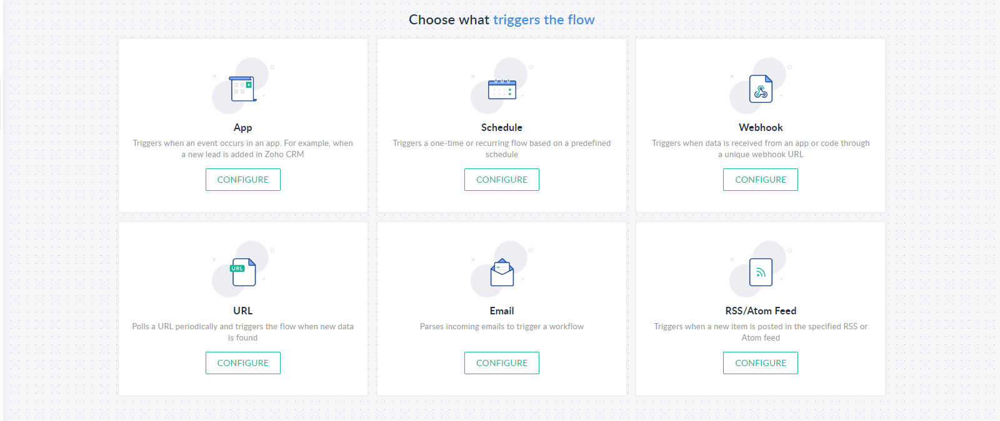 Choose what triggers the flow
App
Triggers when an event occurs in an app. For example, when
a new lead is added in Zoho CRM
CONFIGURE
Schedule
Triggers a one-time or recurring flow based on a predefined
schedule
CONFIGURE
Webhook
Triggers when data is received from an app or code through
a unique webhook URL
CONFIGURE
URL
URL
Polls a URL periodically and triggers the flow when new data
is found
CONFIGURE
Email
Parses incoming emails to trigger a workflow
CONFIGURE
RSS/Atom Feed
Triggers when a new item is posted in the specified RSS or
Atom feed
CONFIGURE